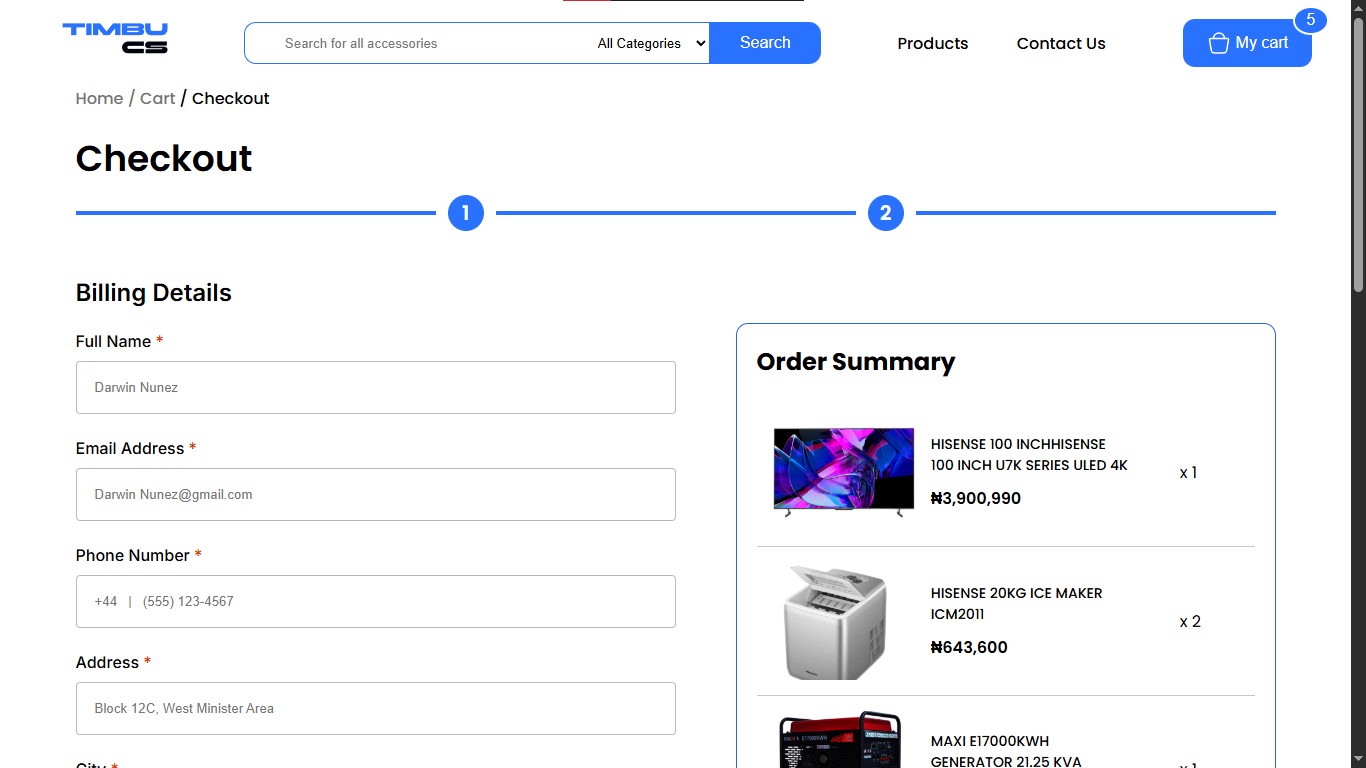 TIMBU
CS
Search for all accessories
All Categories
Search
Products
Contact Us
My cart
5
Home / Cart / Checkout
Checkout
1
2
Billing Details
Full Name *
Darwin Nunez
Email Address *
Darwin Nunez@gmail.com
Phone Number *
+44 | (555) 123-4567
Address *
Block 12C, West Minister Area
City *
Order Summary
HISENSE 100 INCHHISENSE
100 INCH U7K SERIES ULED 4K
₦3,900,990
x 1
HISENSE 20KG ICE MAKER
ICM2011
₦643,600
x 2
MAXI E17000KWH
MAXI E17000KWH
GENERATOR 21.25 KVA
x 1